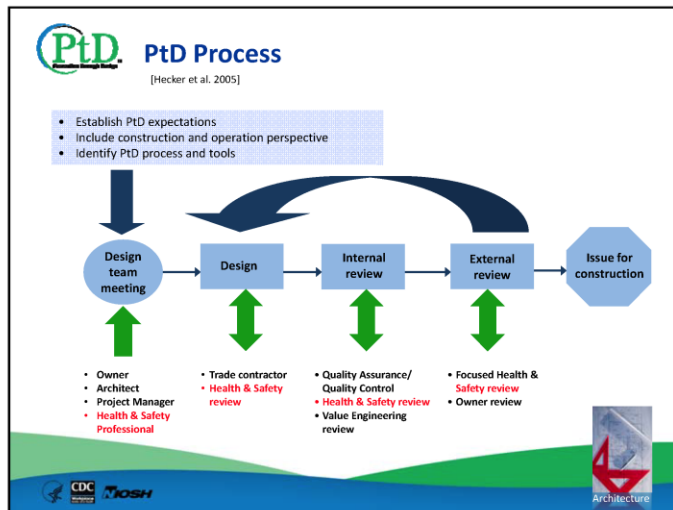 PtD
Prevention through Design
PtD Process
[Hecker et al. 2005]
• Establish PtD expectations
• Include construction and operation perspective
• Identify PtD process and tools
Design
team
meeting
Design
Internal
review
External
review
Issue for
construction
• Owner
• Architect
• Project Manager
• Health & Safety
Professional
• Trade contractor
• Health & Safety
review
• Quality Assurance/
Quality Control
• Health & Safety review
• Value Engineering
review
• Focused Health &
Safety review
• Owner review
CDC
NIOSH
Architecture